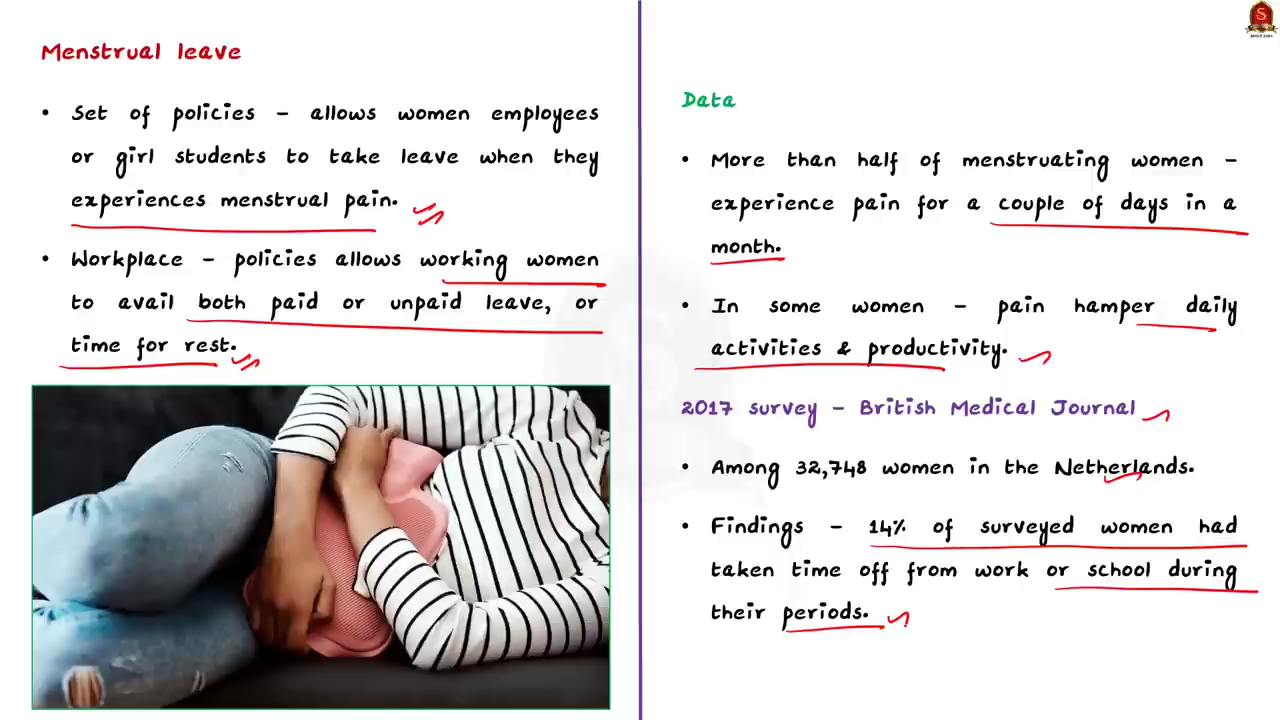 Menstrual leave
• Set of policies – allows women employees
or girl students to take leave when they
experiences menstrual pain.
• Workplace – policies allows working women
to avail both paid or unpaid leave, or
time for rest.
Data
• More than half of menstruating women –
experience pain for a couple of days in a
month.
• In some women – pain hamper daily
activities & productivity.
2017 survey – British Medical Journal
• Among 32,748 women in the Netherlands.
• Findings – 14% of surveyed women had
taken time off from work or school during
their periods.